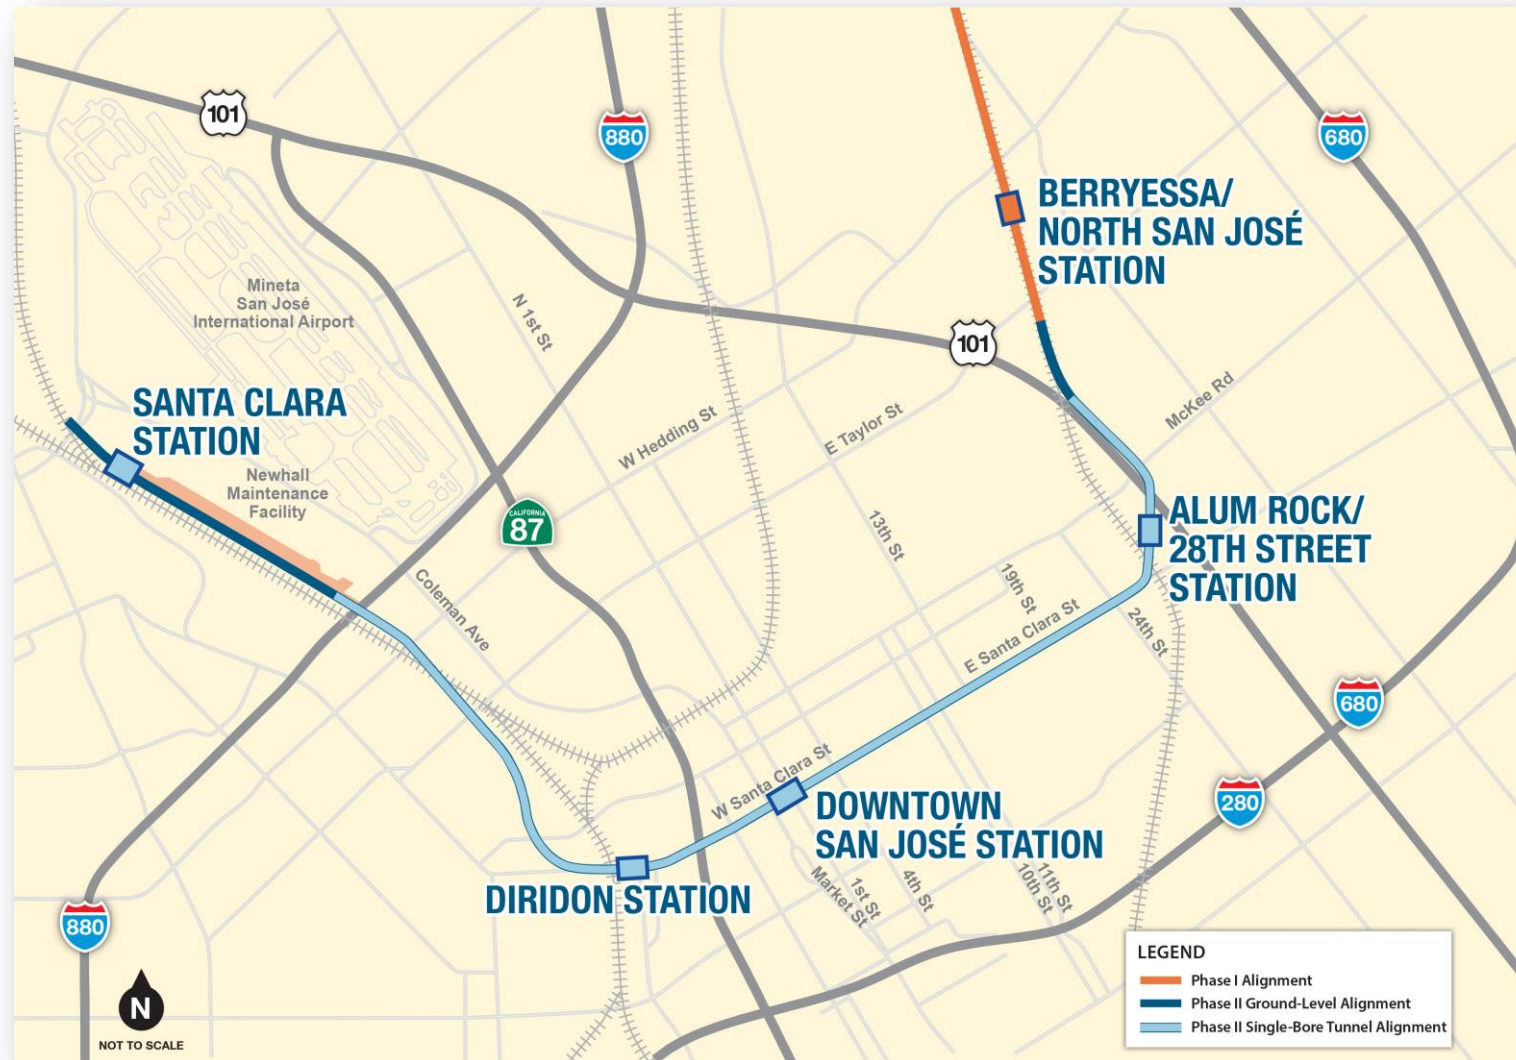 101
880
680
BERRYESSA/
NORTH SAN JOSÉ
STATION
Mineta
San José
International Airport
N 1st St
101
SANTA CLARA
STATION
McKee Rd
W Hedding St
E Taylor St
Newhall
Maintenance
Facility
CALIFORNIA
87
13th St
ALUM ROCK/
28TH STREET
STATION
Coleman Ave
19th St
24th St
E Santa Clara St
680
W Santa Clara St
280
DOWNTOWN
SAN JOSÉ STATION
DIRIDON STATION
Market St
1st St
4th St
10th St
11th St
880
N
NOT TO SCALE
LEGEND
Phase I Alignment
Phase II Ground-Level Alignment
Phase II Single-Bore Tunnel Alignment